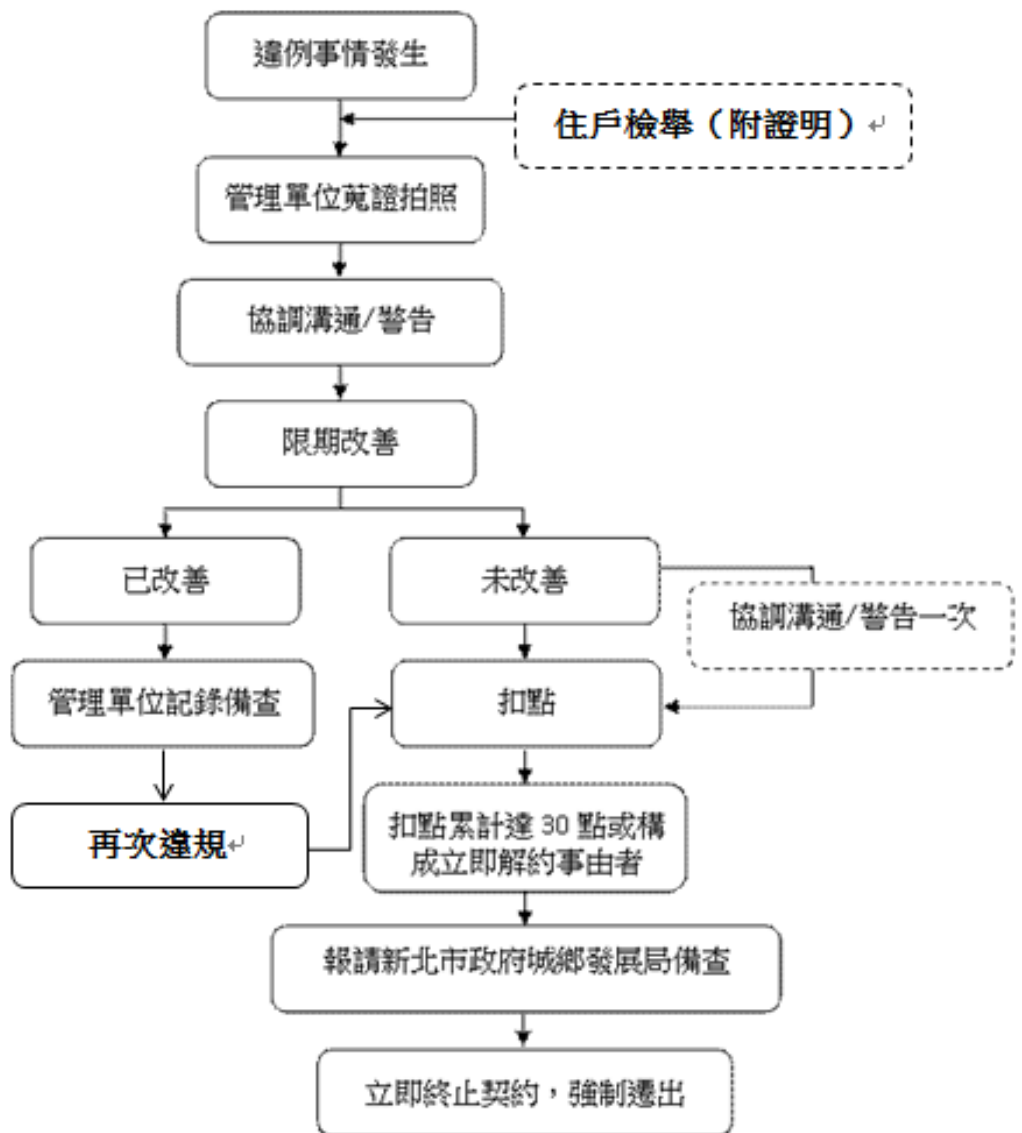 違例事情發生
住戶檢舉（附證明）↵
管理單位蒐證拍照
協調溝通/警告
限期改善
已改善
未改善
協調溝通/警告一次
管理單位記錄備查
扣點
再次違規↵
扣點累計達 30 點或構
成立即解約事由者
報請新北市政府城鄉發展局備查
立即終止契約，強制遷出